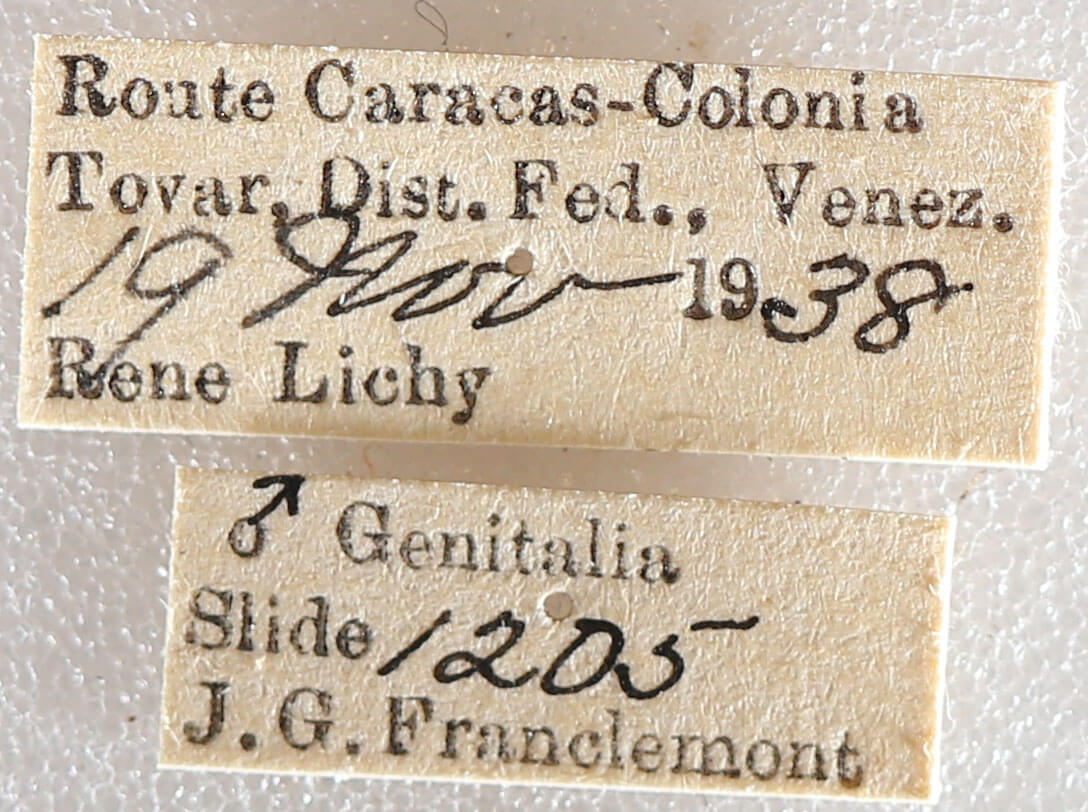 Route Caracas-Colonia
Tovar, Dist. Fed., Venez.
19 Nov 1938
Rene Lichy
♂ Genitalia
Slide 1205
J. G. Franclemont